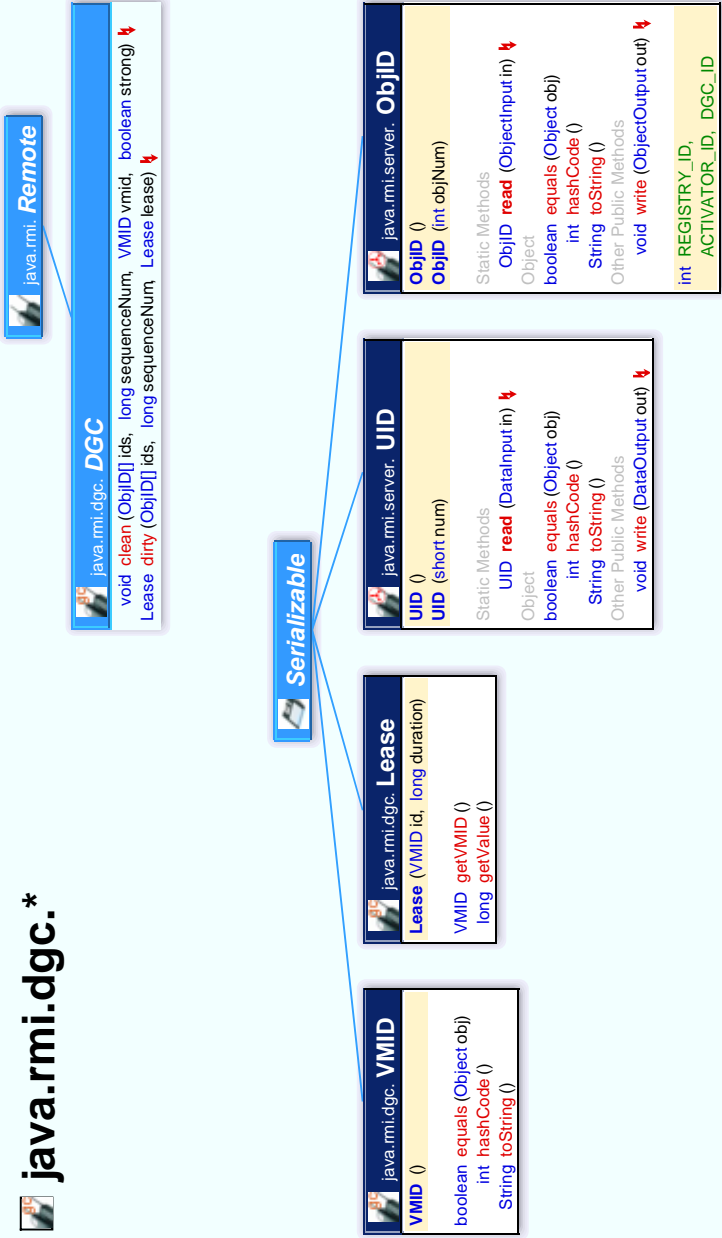 java.rmi.dgc.*
java.rmi. Remote
java.rmi.dgc. DGC
void clean (ObjID[] ids, long sequenceNum, VMID vmid, boolean strong)
Lease dirty (ObjID[] ids, long sequenceNum, Lease lease)
Serializable
java.rmi.dgc. VMID
VMID ()
boolean equals (Object obj)
int hashCode ()
String toString ()
java.rmi.dgc. Lease
Lease (VMID id, long duration)
VMID getVMID ()
long getValue ()
java.rmi.server. UID
UID ()
UID (short num)
Static Methods
UID read (DataInput in)
Object
boolean equals (Object obj)
int hashCode ()
String toString ()
Other Public Methods
void write (DataOutput out)
java.rmi.server. ObjID
ObjID ()
ObjID (int objNum)
Static Methods
ObjID read (ObjectInput in)
Object
boolean equals (Object obj)
int hashCode ()
String toString ()
Other Public Methods
void write (ObjectOutput out)
int REGISTRY_ID,
ACTIVATOR_ID, DGC_ID